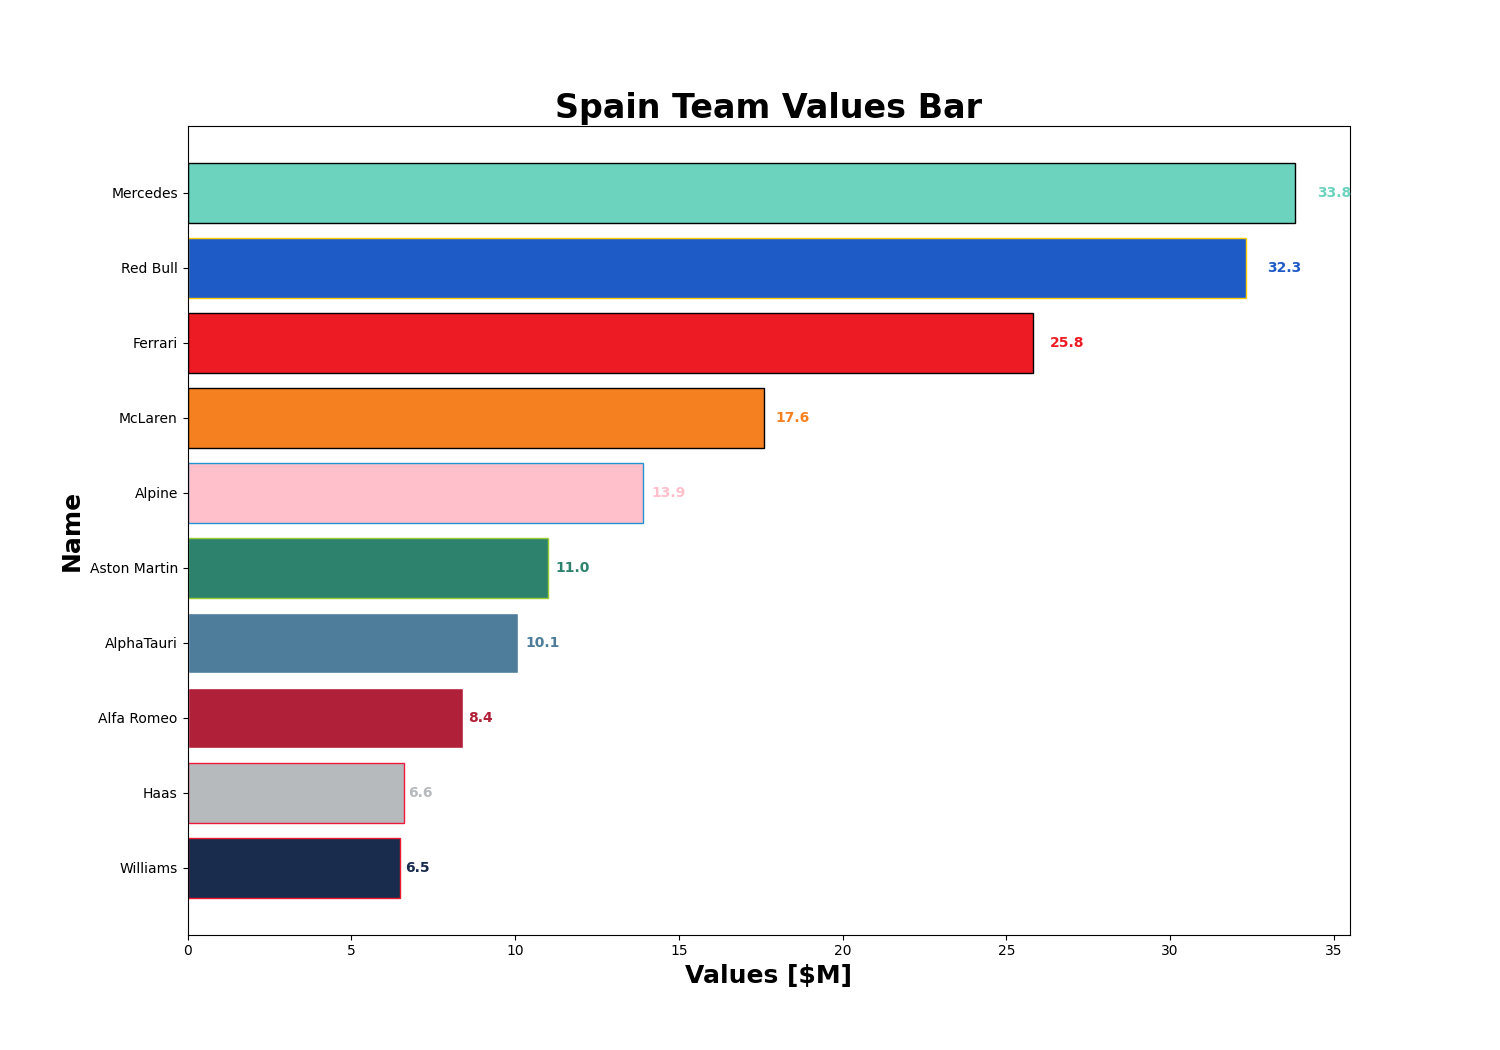 Spain Team Values Bar
Mercedes 33.8
Red Bull 32.3
Ferrari 25.8
McLaren 17.6
Alpine 13.9
Aston Martin 11.0
AlphaTauri 10.1
Alfa Romeo 8.4
Haas 6.6
Williams 6.5
Name
0 5 10 15 20 25 30 35
Values [$M]